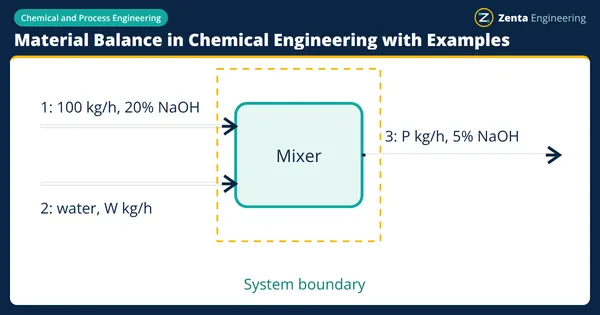 Chemical and Process Engineering
Zenta Engineering
Material Balance in Chemical Engineering with Examples
1: 100 kg/h, 20% NaOH
Mixer
3: P kg/h, 5% NaOH
2: water, W kg/h
System boundary